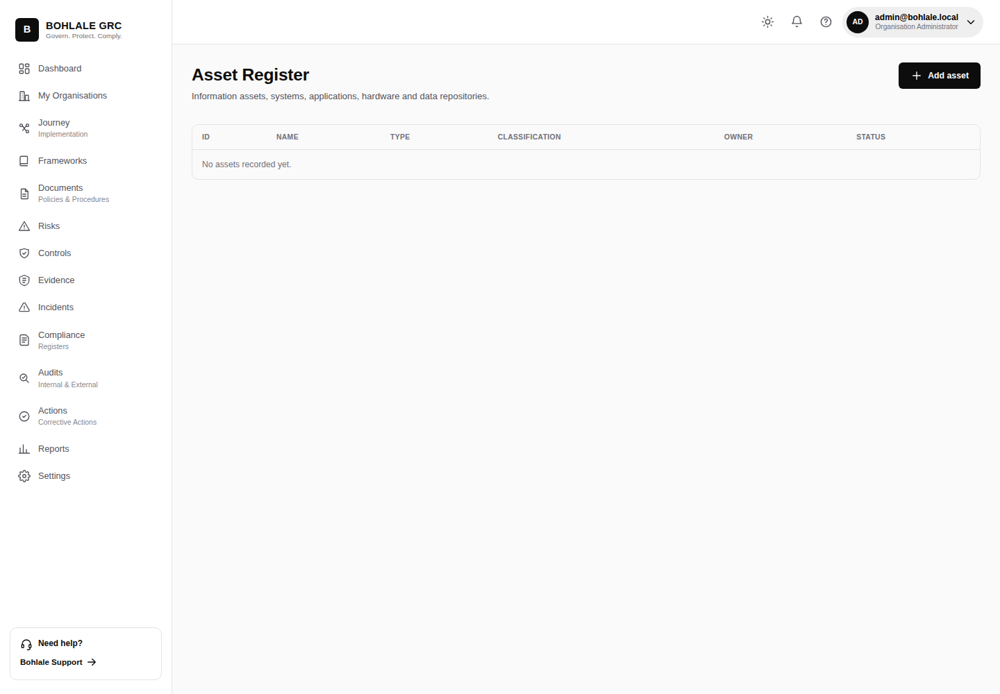 B
BOHLALE GRC
Govern. Protect. Comply.
AD
admin@bohlale.local
Organisation Administrator
Dashboard
My Organisations
Journey
Implementation
Frameworks
Documents
Policies & Procedures
Risks
Controls
Evidence
Incidents
Compliance
Registers
Audits
Internal & External
Actions
Corrective Actions
Reports
Settings
Need help?
Bohlale Support
Asset Register
Information assets, systems, applications, hardware and data repositories.
Add asset
ID NAME TYPE CLASSIFICATION OWNER STATUS
No assets recorded yet.